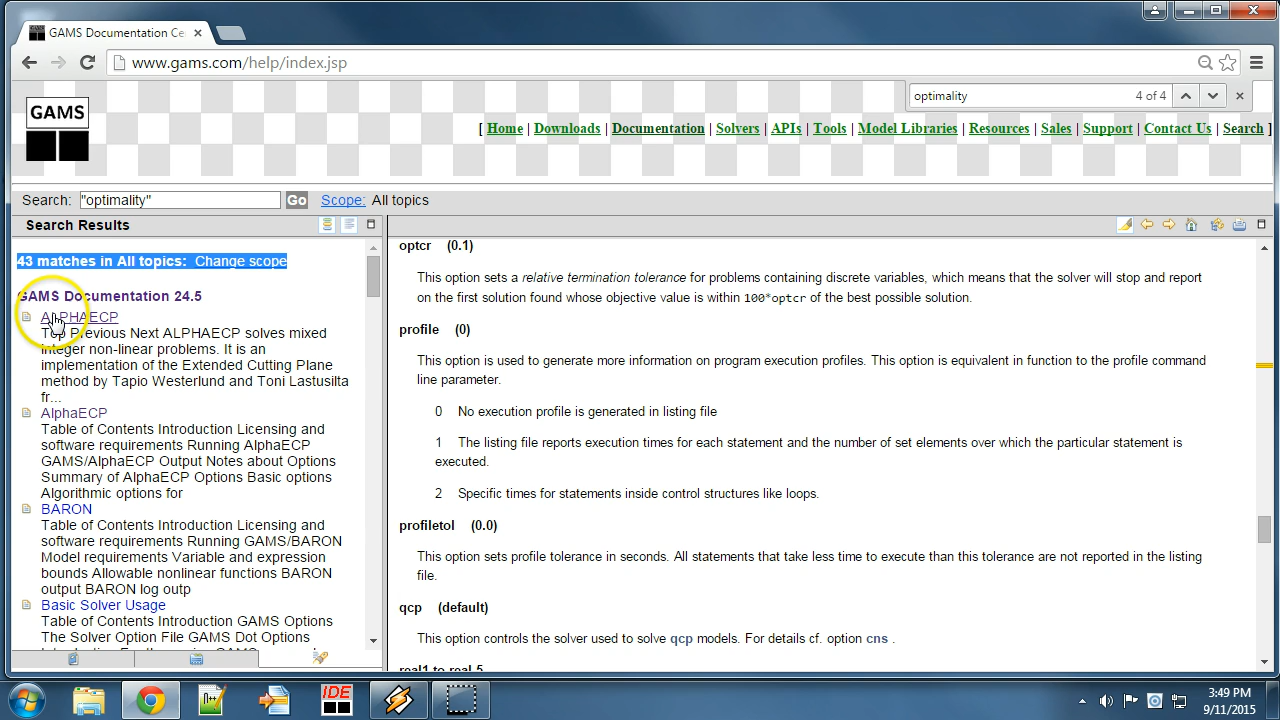 GAMS Documentation Ce
www.gams.com/help/index.jsp
optimality 4 of 4
GAMS
[ Home | Downloads | Documentation | Solvers | APIs | Tools | Model Libraries | Resources | Sales | Support | Contact Us | Search ]
Search: "optimality" Go Scope: All topics
Search Results
43 matches in All topics: Change scope
GAMS Documentation 24.5
ALPHAECP
Top Previous Next ALPHAECP solves mixed
integer non-linear problems. It is an
implementation of the Extended Cutting Plane
method by Tapio Westerlund and Toni Lastusilta
fr...
AlphaECP
Table of Contents Introduction Licensing and
software requirements Running AlphaECP
GAMS/AlphaECP Output Notes about Options
Summary of AlphaECP Options Basic options
Algorithmic options for
BARON
Table of Contents Introduction Licensing and
software requirements Running GAMS/BARON
Model requirements Variable and expression
bounds Allowable nonlinear functions BARON
output BARON log outp
Basic Solver Usage
Table of Contents Introduction GAMS Options
The Solver Option File GAMS Dot Options
optcr (0.1)
This option sets a relative termination tolerance for problems containing discrete variables, which means that the solver will stop and report
on the first solution found whose objective value is within 100*optcr of the best possible solution.
profile (0)
This option is used to generate more information on program execution profiles. This option is equivalent in function to the profile command
line parameter.
0 No execution profile is generated in listing file
1 The listing file reports execution times for each statement and the number of set elements over which the particular statement is
executed.
2 Specific times for statements inside control structures like loops.
profiletol (0.0)
This option sets profile tolerance in seconds. All statements that take less time to execute than this tolerance are not reported in the listing
file.
qcp (default)
This option controls the solver used to solve qcp models. For details cf. option cns .
real1 to real 5
IDE
3:49 PM
9/11/2015